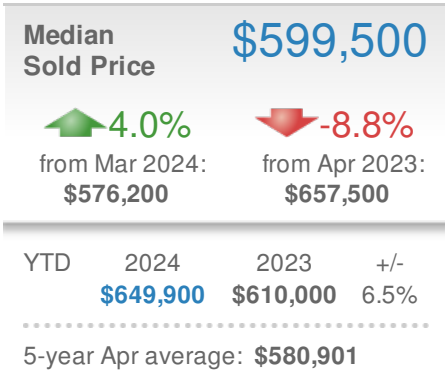 Median $599,500
Sold Price
4.0% -8.8%
from Mar 2024: from Apr 2023:
$576,200 $657,500
YTD 2024 2023 +/-
$649,900 $610,000 6.5%
5-year Apr average: $580,901